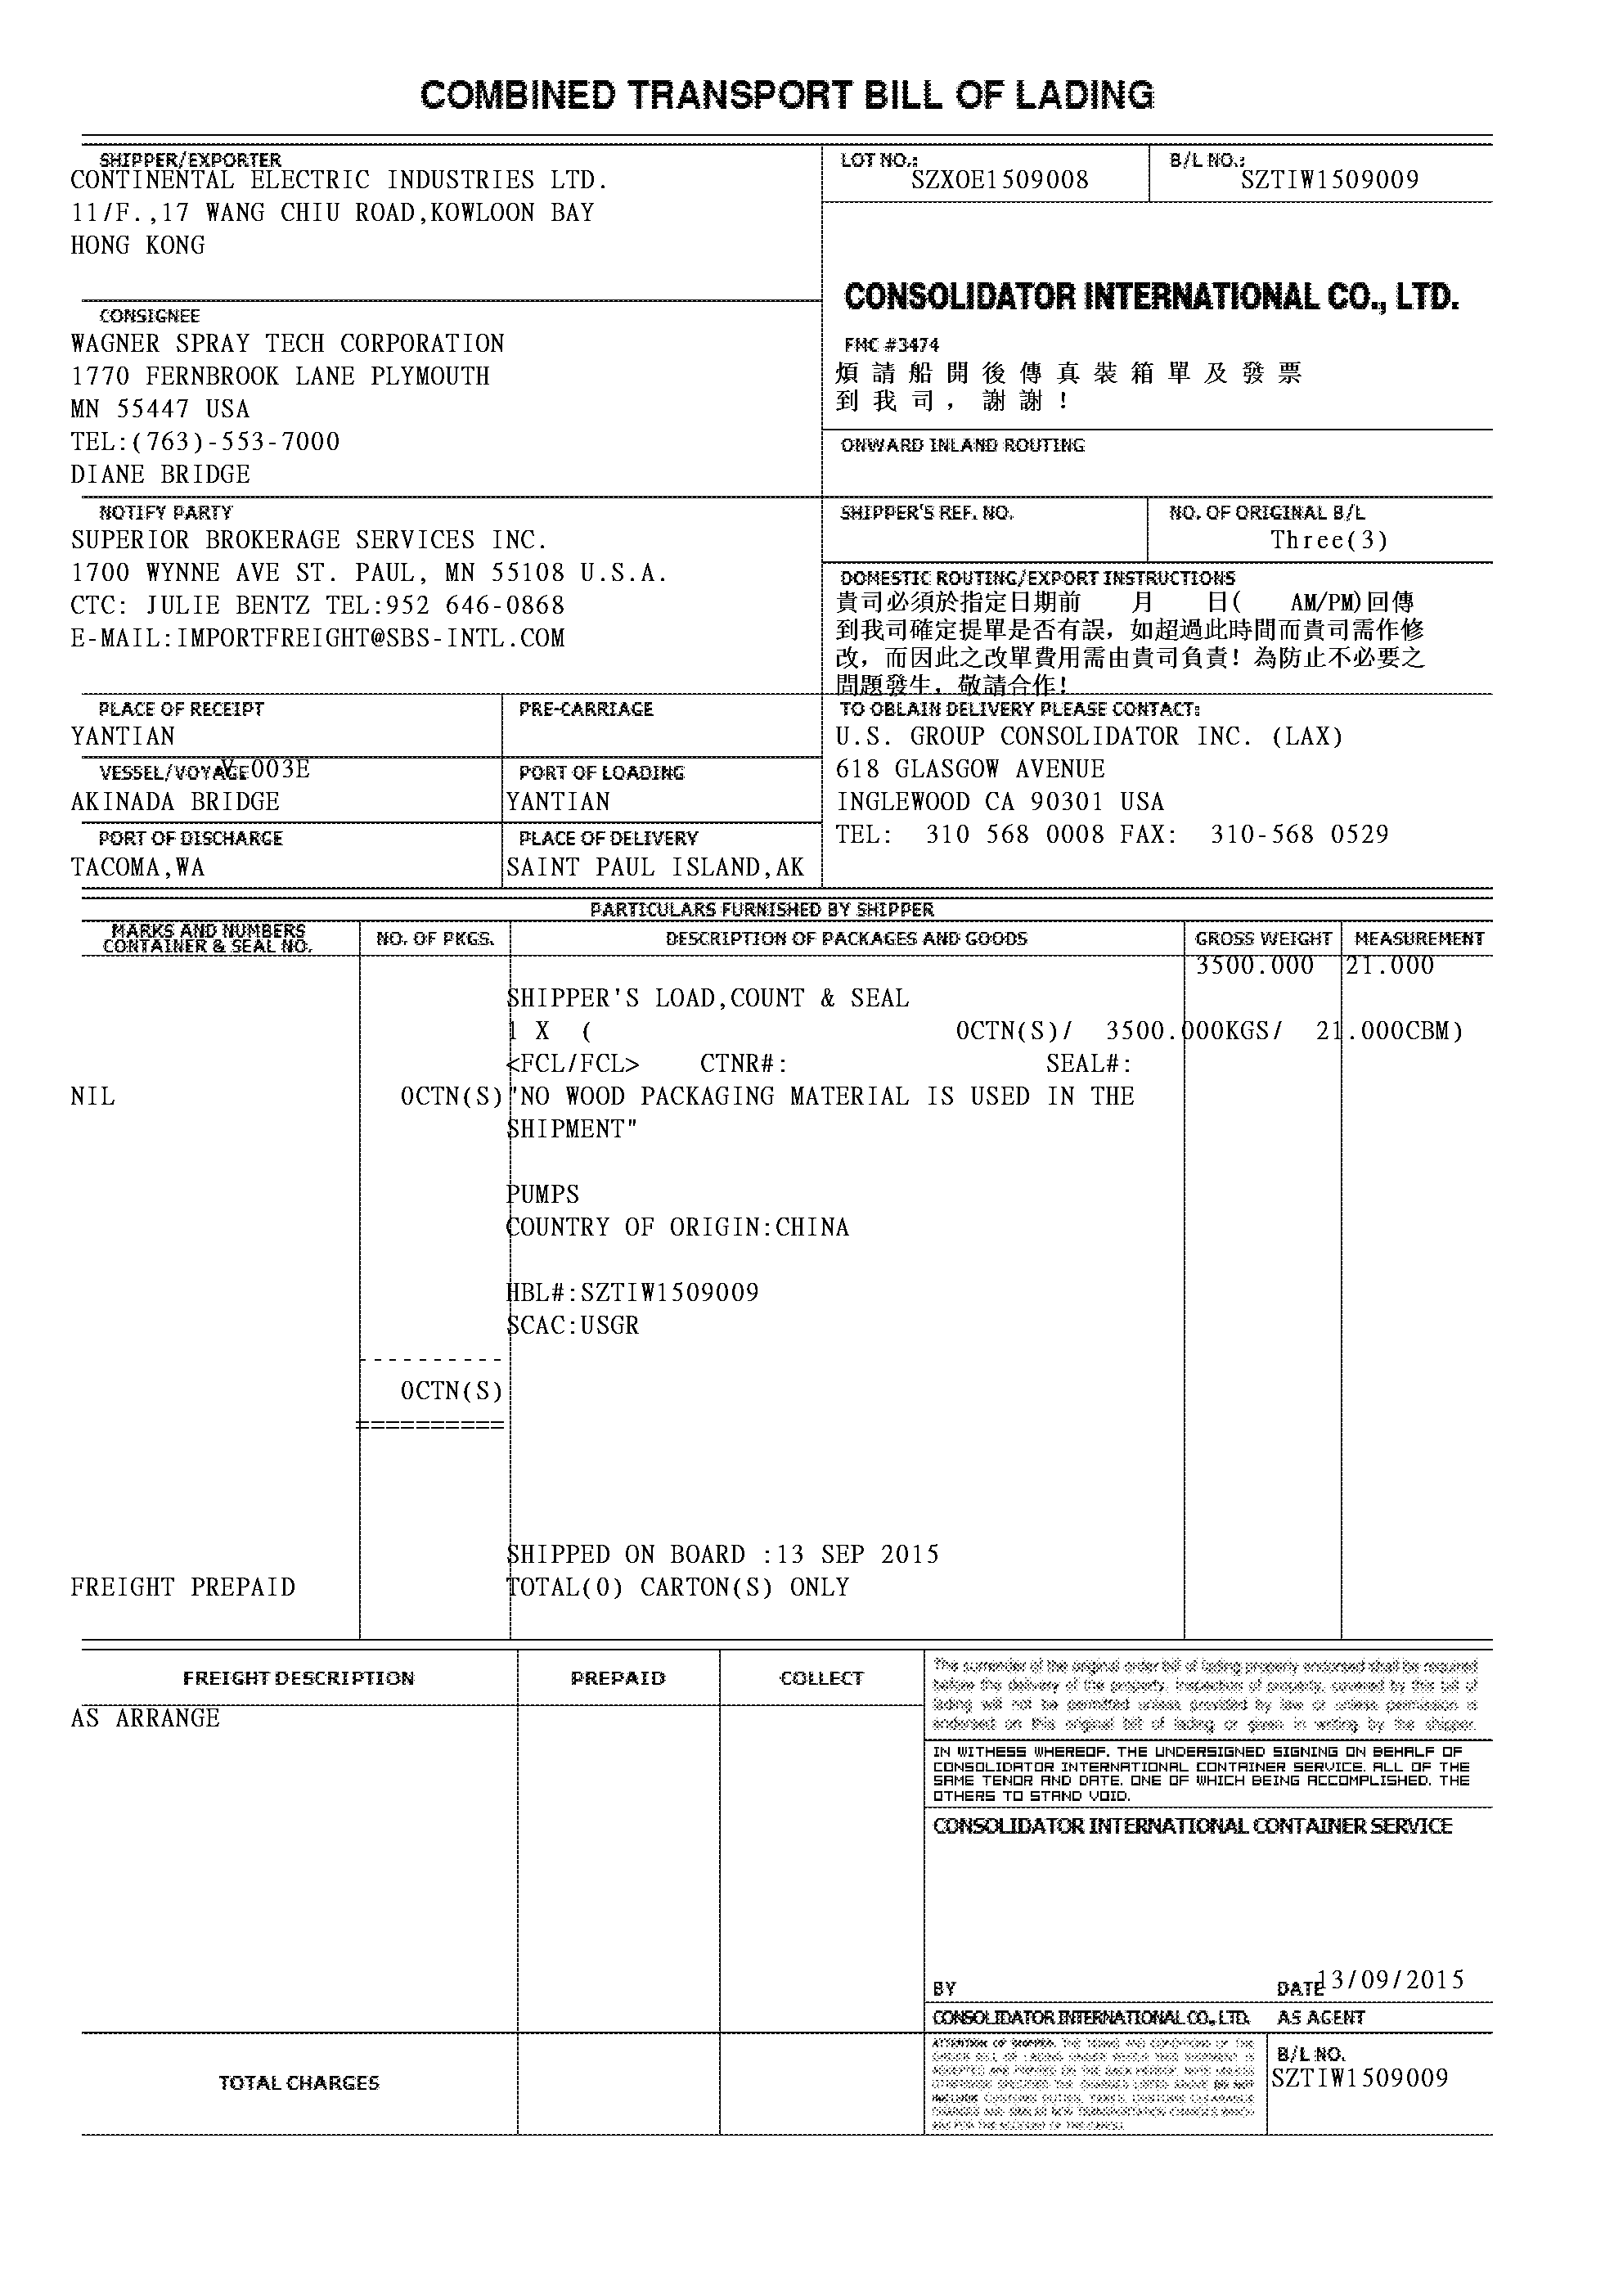 COMBINED TRANSPORT BILL OF LADING
SHIPPER/EXPORTER
CONTINENTAL ELECTRIC INDUSTRIES LTD.
11/F.,17 WANG CHIU ROAD,KOWLOON BAY
HONG KONG
LOT NO.:
SZXOE1509008
B/L NO.:
SZTIW1509009
CONSOLIDATOR INTERNATIONAL CO., LTD.
FMC #3474
煩請船開後傳真裝箱單及發票
到我司，謝謝！
CONSIGNEE
WAGNER SPRAY TECH CORPORATION
1770 FERNBROOK LANE PLYMOUTH
MN 55447 USA
TEL:(763)-553-7000
DIANE BRIDGE
ONWARD INLAND ROUTING
NOTIFY PARTY
SUPERIOR BROKERAGE SERVICES INC.
1700 WYNNE AVE ST. PAUL, MN 55108 U.S.A.
CTC: JULIE BENTZ TEL:952 646-0868
E-MAIL:IMPORTFREIGHT@SBS-INTL.COM
SHIPPER'S REF. NO.
NO. OF ORIGINAL B/L
Three(3)
DOMESTIC ROUTING/EXPORT INSTRUCTIONS
貴司必須於指定日期前 月 日( AM/PM)回傳
到我司確定提單是否有誤，如超過此時間而貴司需作修
改，而因此之改單費用需由貴司負責！為防止不必要之
問題發生，敬請合作！
PLACE OF RECEIPT
YANTIAN
PRE-CARRIAGE
VESSEL/VOYAGE V.003E
AKINADA BRIDGE
PORT OF LOADING
YANTIAN
PORT OF DISCHARGE
TACOMA,WA
PLACE OF DELIVERY
SAINT PAUL ISLAND,AK
TO OBLAIN DELIVERY PLEASE CONTACT:
U.S. GROUP CONSOLIDATOR INC. (LAX)
618 GLASGOW AVENUE
INGLEWOOD CA 90301 USA
TEL: 310 568 0008 FAX: 310-568 0529
PARTICULARS FURNISHED BY SHIPPER
MARKS AND NUMBERS
CONTAINER & SEAL NO.
NO. OF PKGS.
DESCRIPTION OF PACKAGES AND GOODS
GROSS WEIGHT
MEASUREMENT
3500.000 21.000
SHIPPER'S LOAD,COUNT & SEAL
1 X ( 0CTN(S)/ 3500.000KGS/ 21.000CBM)
<FCL/FCL> CTNR#: SEAL#:
NIL 0CTN(S) "NO WOOD PACKAGING MATERIAL IS USED IN THE
SHIPMENT"
PUMPS
COUNTRY OF ORIGIN:CHINA
HBL#:SZTIW1509009
SCAC:USGR
----------
0CTN(S)
==========
SHIPPED ON BOARD :13 SEP 2015
FREIGHT PREPAID TOTAL(0) CARTON(S) ONLY
FREIGHT DESCRIPTION
PREPAID
COLLECT
AS ARRANGE
The surrender of the original order bill of lading properly endorsed shall be required
before the delivery of the property. Inspection of property covered by the bill of
lading will not be permitted unless provided by law or unless permission is
endorsed on this original bill of lading or given in writing by the shipper.
IN WITHESS WHEREOF, THE UNDERSIGNED SIGNING ON BEHALF OF
CONSOLIDATOR INTERNATIONAL CONTAINER SERVICE. ALL OF THE
SAME TENOR AND DATE, ONE OF WHICH BEING ACCOMPLISHED, THE
OTHERS TO STAND VOID.
CONSOLIDATOR INTERNATIONAL CONTAINER SERVICE
BY
DATE 13/09/2015
CONSOLIDATOR INTERNATIONAL CO., LTD. AS AGENT
TOTAL CHARGES
B/L NO.
SZTIW1509009